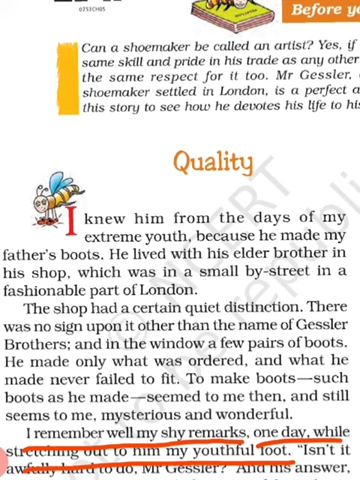 0753CH05
Before yo
Can a shoemaker be called an artist? Yes, if
same skill and pride in his trade as any other
the same respect for it too. Mr Gessler,
shoemaker settled in London, is a perfect
this story to see how he devotes his life to his
Quality
I knew him from the days of my
extreme youth, because he made my
father's boots. He lived with his elder brother in
his shop, which was in a small by-street in a
fashionable part of London.
The shop had a certain quiet distinction. There
was no sign upon it other than the name of Gessler
Brothers; and in the window a few pairs of boots.
He made only what was ordered, and what he
made never failed to fit. To make boots—such
boots as he made—seemed to me then, and still
seems to me, mysterious and wonderful.
I remember well my shy remarks, one day, while
stretching out to him my youthful foot. "Isn't it
awfully hard to do, Mr Gessler?" And his answer,